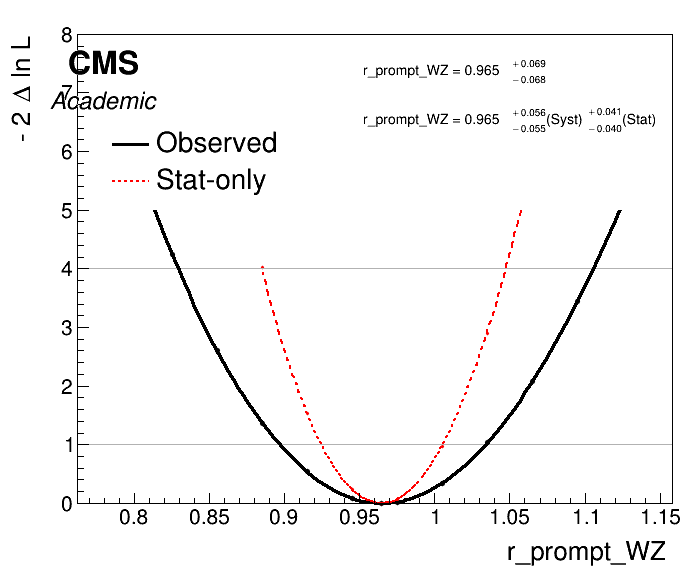 - 2 Δ ln L
8
CMS
7
Academic
r_prompt_WZ = 0.965 +0.069 −0.068
r_prompt_WZ = 0.965 +0.056 −0.055 (Syst) +0.041 −0.040 (Stat)
Observed
Stat-only
6
5
4
3
2
1
0
0.8 0.85 0.9 0.95 1 1.05 1.1 1.15
r_prompt_WZ